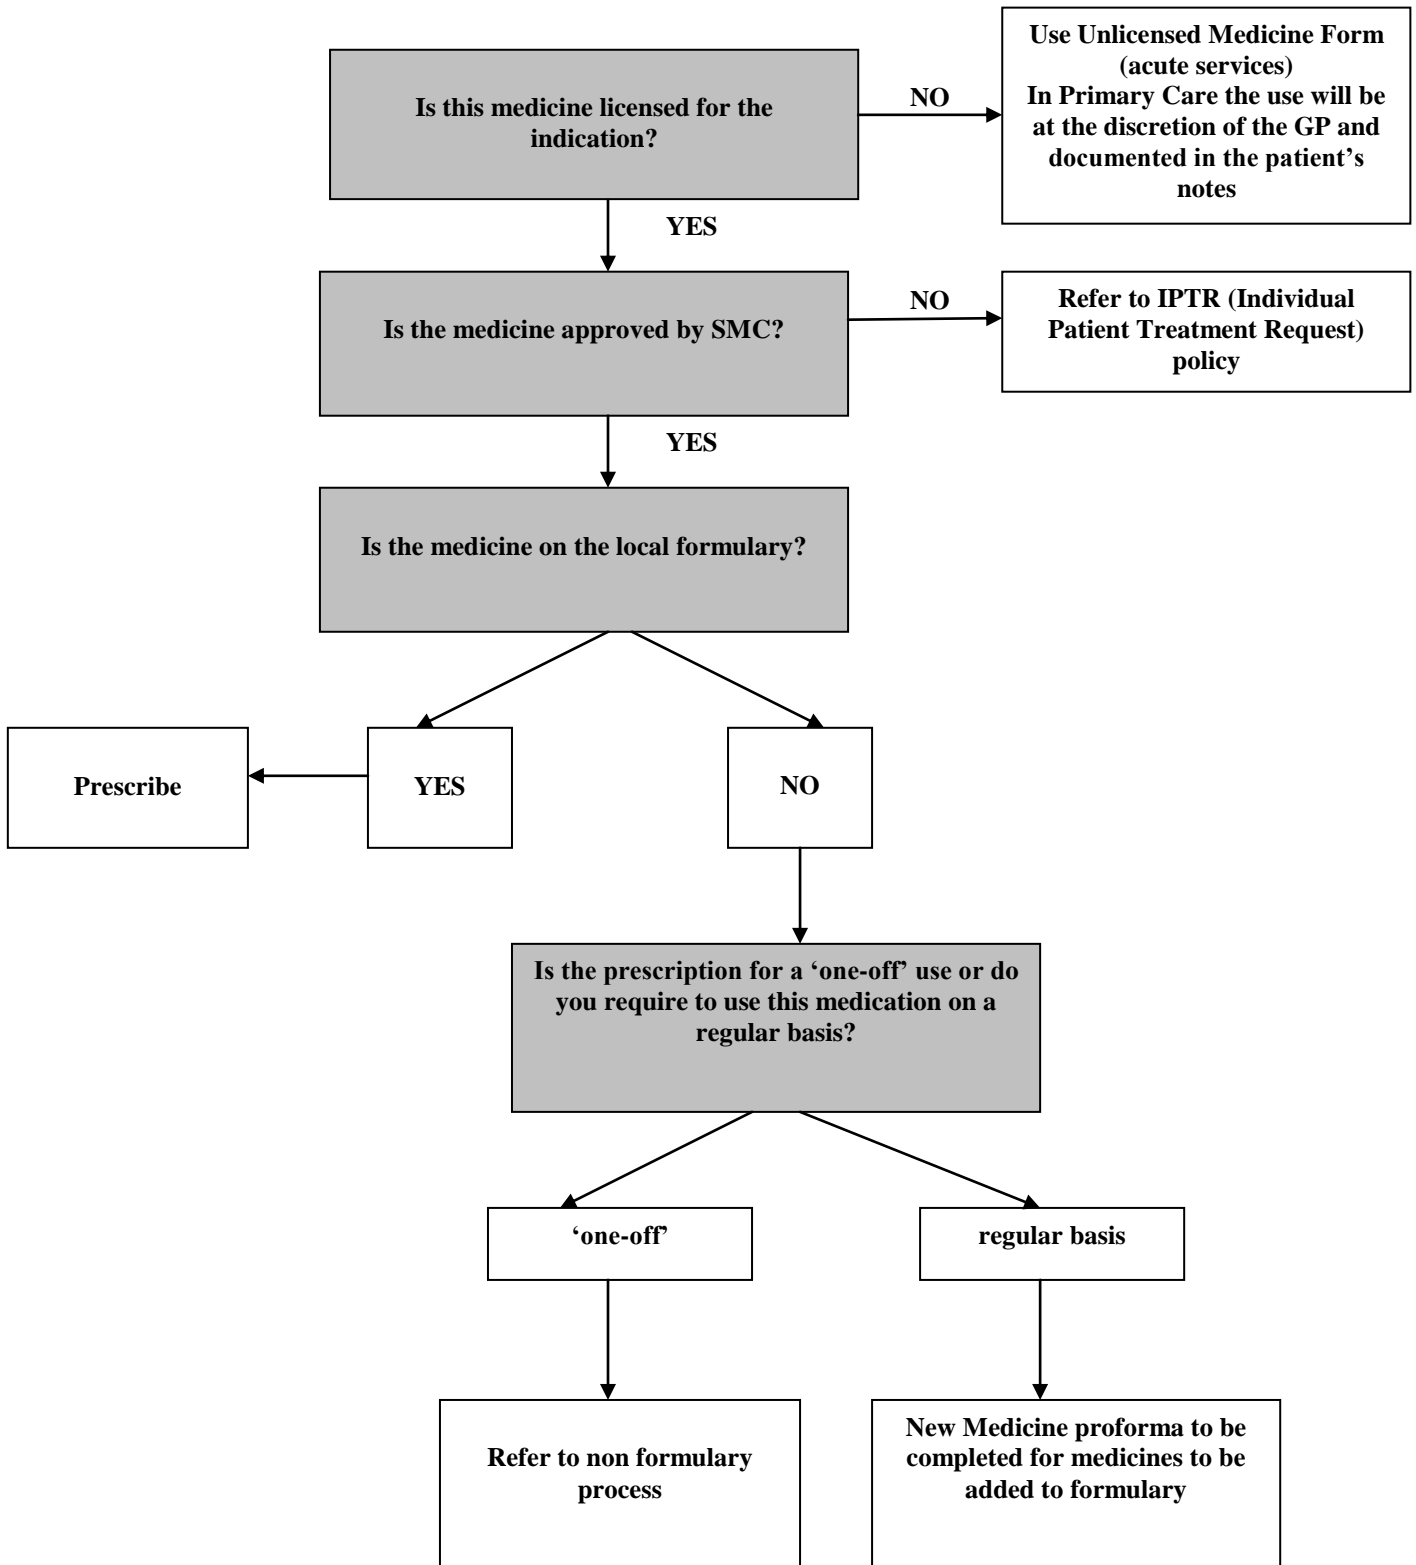 Use Unlicensed Medicine Form
(acute services)
In Primary Care the use will be
at the discretion of the GP and
documented in the patient’s
notes
Is this medicine licensed for the
indication?
NO
YES
Is the medicine approved by SMC?
NO
Refer to IPTR (Individual
Patient Treatment Request)
policy
YES
Is the medicine on the local formulary?
Prescribe
YES
NO
Is the prescription for a ‘one-off’ use or do
you require to use this medication on a
regular basis?
‘one-off’
regular basis
Refer to non formulary
process
New Medicine proforma to be
completed for medicines to be
added to formulary